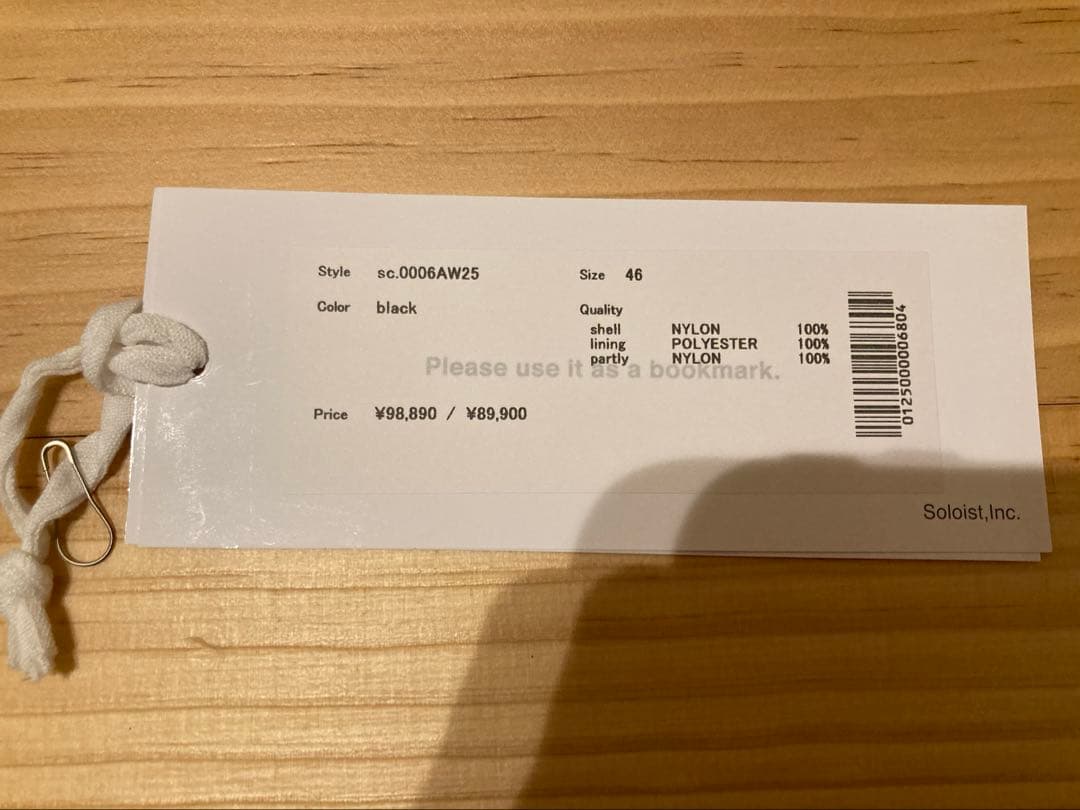 Style sc.0006AW25
Size 46
Color black
Quality
shell NYLON 100%
lining POLYESTER 100%
partly NYLON 100%
Please use it as a bookmark.
Price ¥98,890 / ¥89,900
0125000006804
Soloist,Inc.